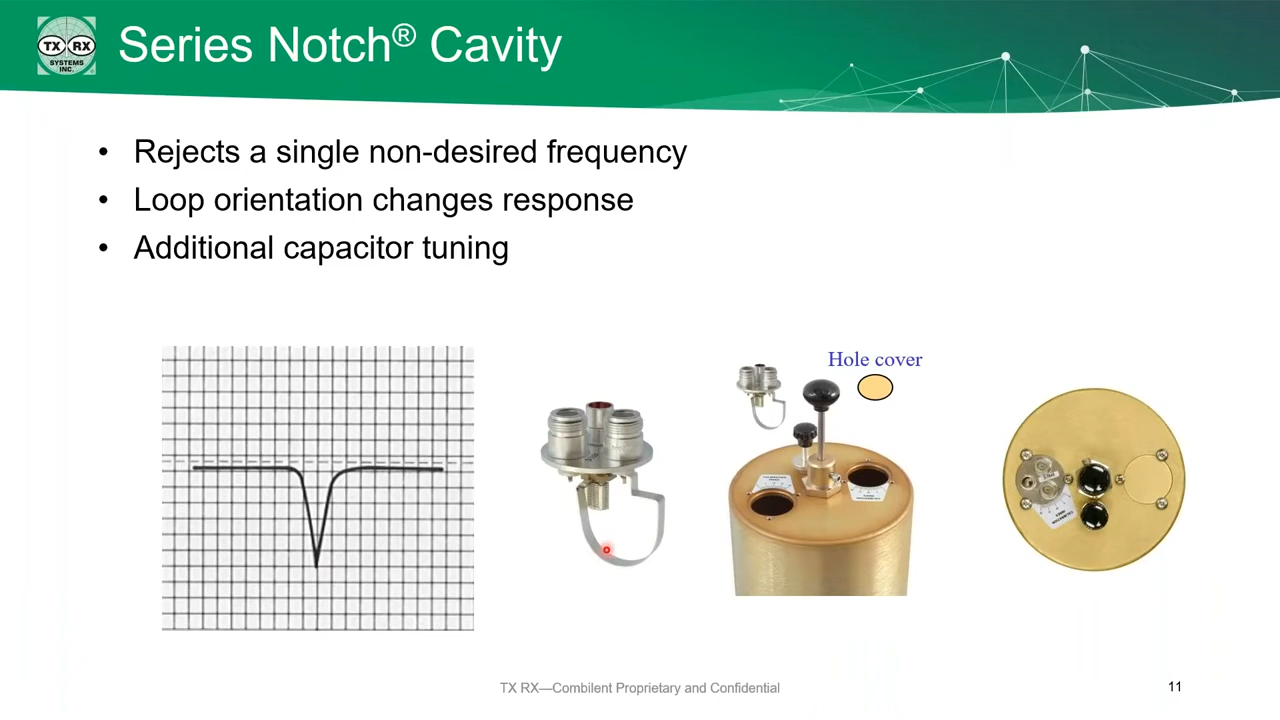 TX RX
SYSTEMS
INC.
Series Notch® Cavity
• Rejects a single non-desired frequency
• Loop orientation changes response
• Additional capacitor tuning
Hole cover
TX RX—Combilent Proprietary and Confidential
11